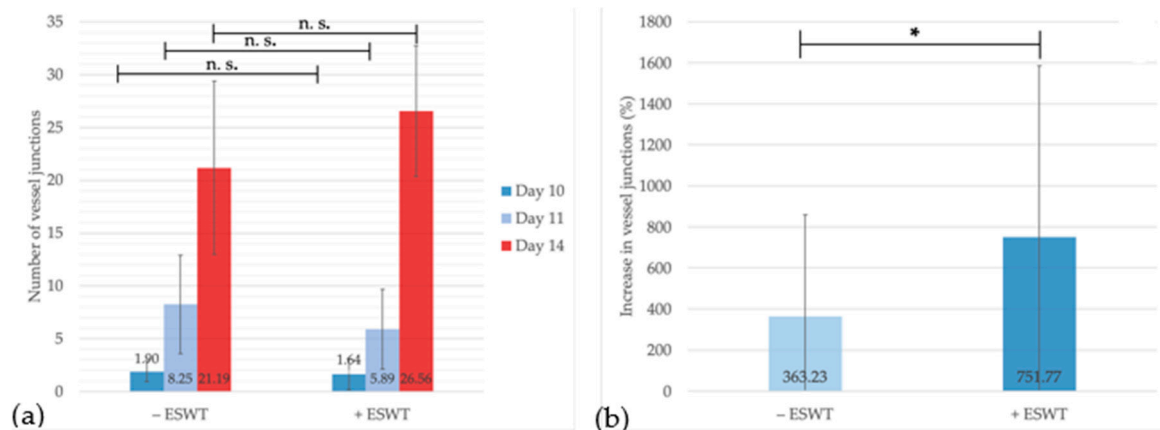 35
30
25
20
15
10
5
0
Number of vessel junctions
n. s.
n. s.
n. s.
1.90
8.25
21.19
1.64
5.89
26.56
– ESWT
+ ESWT
Day 10
Day 11
Day 14
(a)
1800
1600
1400
1200
1000
800
600
400
200
0
Increase in vessel junctions (%)
*
363.23
751.77
– ESWT
+ ESWT
(b)